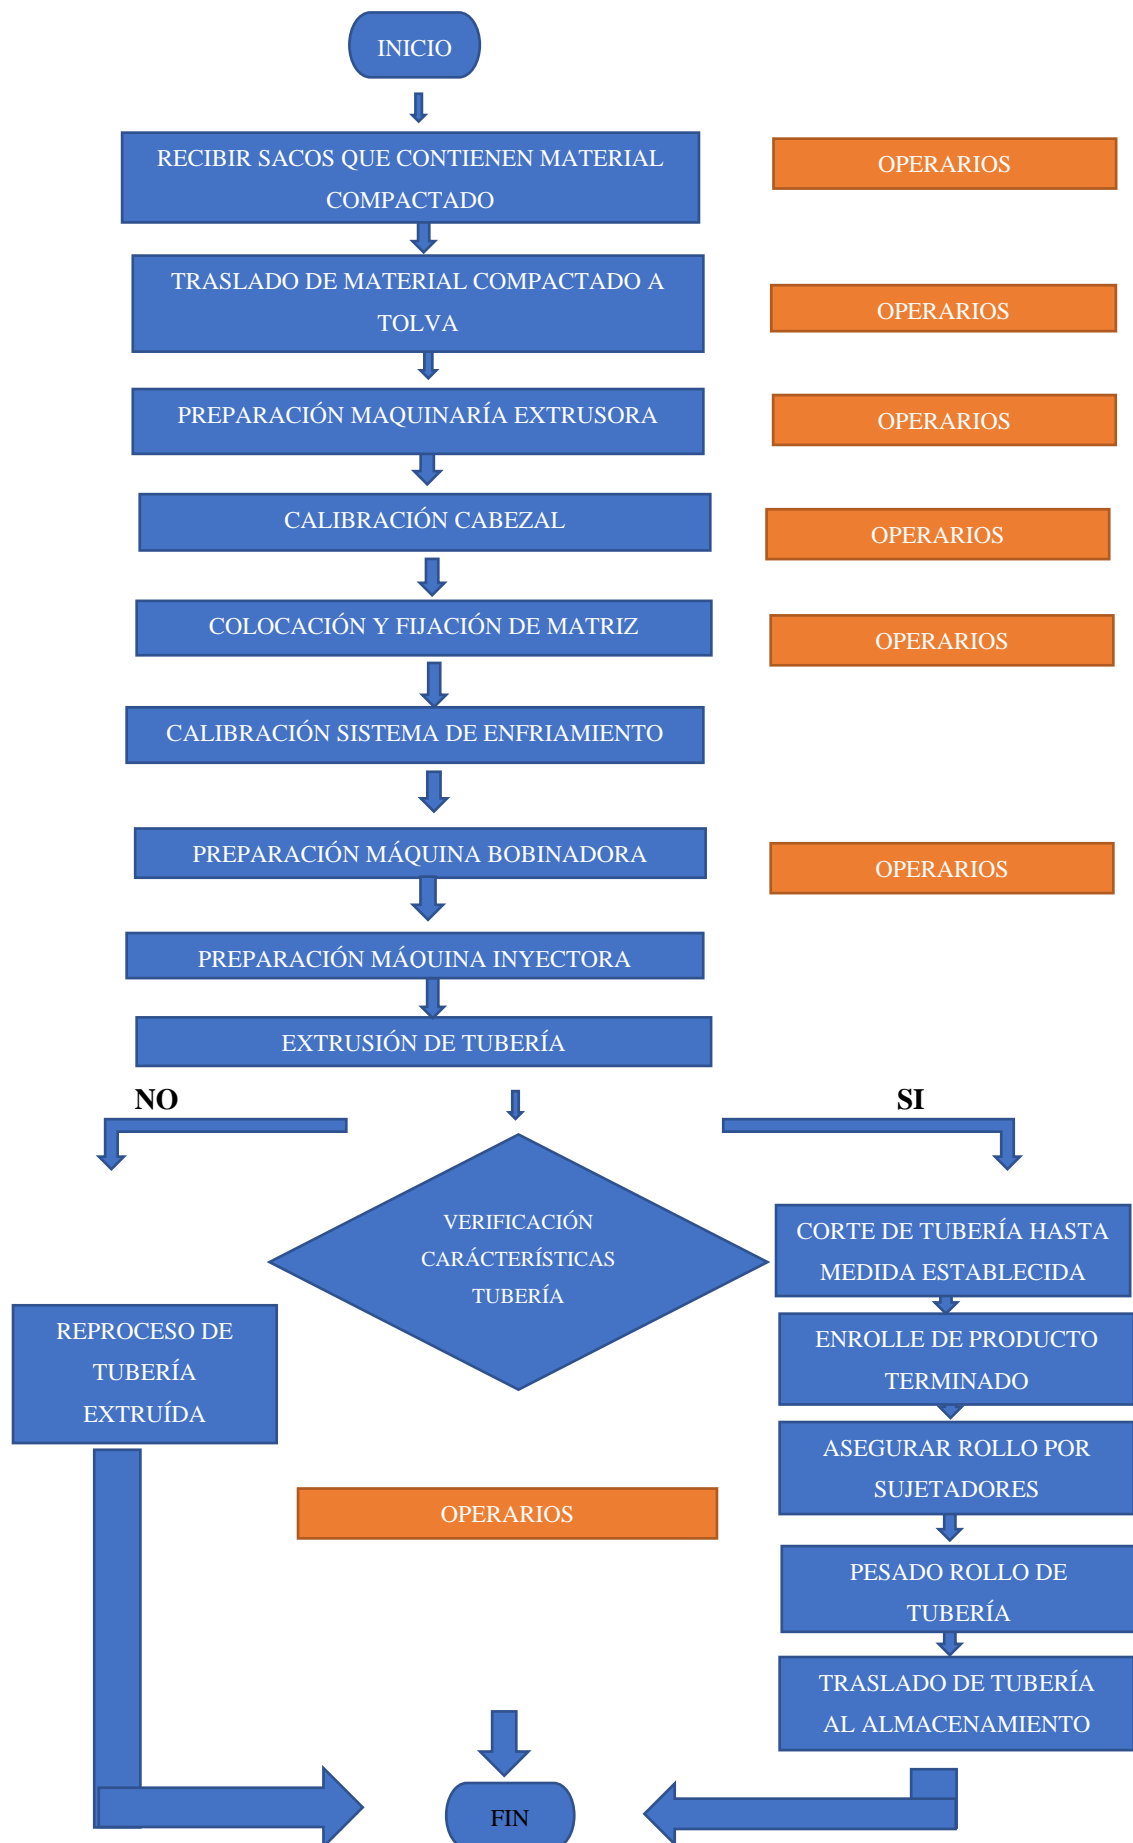 INICIO
RECIBIR SACOS QUE CONTIENEN MATERIAL
COMPACTADO
OPERARIOS
TRASLADO DE MATERIAL COMPACTADO A
TOLVA
OPERARIOS
PREPARACIÓN MAQUINARÍA EXTRUSORA
OPERARIOS
CALIBRACIÓN CABEZAL
OPERARIOS
COLOCACIÓN Y FIJACIÓN DE MATRIZ
OPERARIOS
CALIBRACIÓN SISTEMA DE ENFRIAMIENTO
PREPARACIÓN MÁQUINA BOBINADORA
OPERARIOS
PREPARACIÓN MÁQUINA INYECTORA
EXTRUSIÓN DE TUBERÍA
NO
SI
VERIFICACIÓN
CARÁCTERÍSTICAS
TUBERÍA
REPROCESO DE
TUBERÍA
EXTRUÍDA
OPERARIOS
CORTE DE TUBERÍA HASTA
MEDIDA ESTABLECIDA
ENROLLE DE PRODUCTO
TERMINADO
ASEGURAR ROLLO POR
SUJETADORES
PESADO ROLLO DE
TUBERÍA
TRASLADO DE TUBERÍA
AL ALMACENAMIENTO
FIN